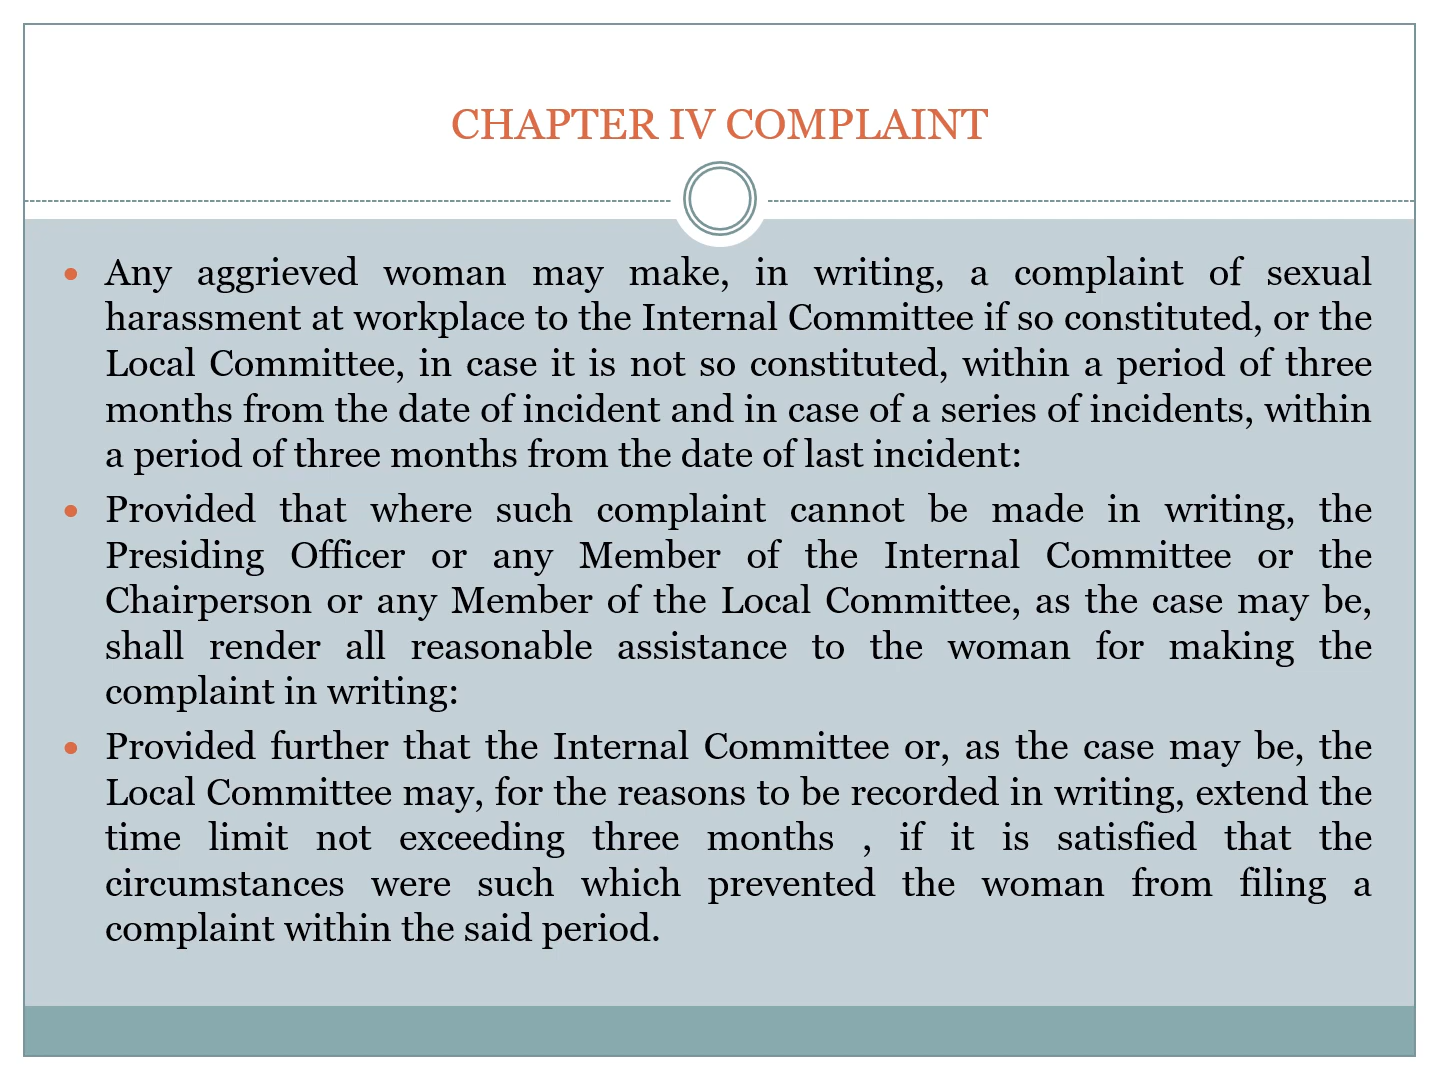 CHAPTER IV COMPLAINT
• Any aggrieved woman may make, in writing, a complaint of sexual
harassment at workplace to the Internal Committee if so constituted, or the
Local Committee, in case it is not so constituted, within a period of three
months from the date of incident and in case of a series of incidents, within
a period of three months from the date of last incident:
• Provided that where such complaint cannot be made in writing, the
Presiding Officer or any Member of the Internal Committee or the
Chairperson or any Member of the Local Committee, as the case may be,
shall render all reasonable assistance to the woman for making the
complaint in writing:
• Provided further that the Internal Committee or, as the case may be, the
Local Committee may, for the reasons to be recorded in writing, extend the
time limit not exceeding three months , if it is satisfied that the
circumstances were such which prevented the woman from filing a
complaint within the said period.